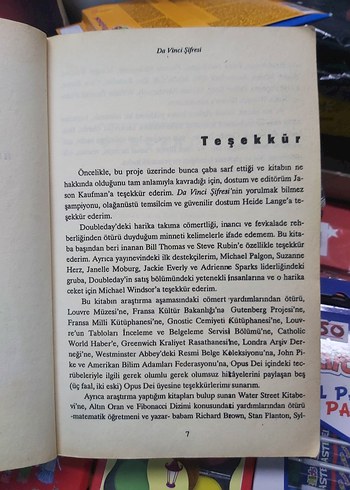 Da Vinci Şifresi
Teşekkür
Öncelikle, bu proje üzerinde bunca çaba sarf ettiği ve kitabın ne
hakkında olduğunu tam anlamıyla kavradığı için, dostum ve editörüm Ja-
son Kaufman'a teşekkür ederim. Da Vinci Şifresi'nin yorulmak bilmez
şampiyonu, olağanüstü temsilcim ve güvenilir dostum Heide Lange'a te-
şekkür ederim.
Doubleday'deki harika takıma cömertliği, inancı ve fevkalade reh-
berliğinden ötürü duyduğum minneti kelimelerle ifade edemem. Bu kita-
ba başından beri inanan Bill Thomas ve Steve Rubin'e özellikle teşekkür
ederim. Ayrıca yayınevindeki ilk destekçileri, Michael Palgon, Suzanne
Herz, Janelle Moburg, Jackie Everly ve Adrienne Sparks liderliğindeki
gruba, Doubleday'in satış bölümündeki yetenekli insanlarına ve o harika
ceket için Michael Windsor'a teşekkür ederim.
Bu kitabın araştırma aşamasındaki cömert yardımlarından ötürü,
Louvre Müzesi'ne, Fransa Kültür Bakanlığı'na Gutenberg Projesi'ne,
Fransa Milli Kütüphanesi'ne, Gnostic Cemiyeti Kütüphanesi'ne, Louv-
re'un Tabloları İnceleme ve Belgeleme Servisi Bölümü'ne, Catholic
World Haber'e, Greenwich Kraliyet Rasathanesi'ne, Londra Arşiv Der-
neği'ne, Westminster Abbey'deki Resmi Belge Koleksiyonu'na, John Pi-
ke ve Amerikan Bilim Adamları Federasyonu'na, Opus Dei içindeki tec-
rübeleriyle ilgili gerek olumlu gerek olumsuz hikâyelerini paylaşan beş
(üç faal, iki eski) Opus Dei üyesine teşekkürlerimi sunarım.
Ayrıca araştırma yaptığım kitapları bulup sunan Water Street Kitabe-
vi'ne, Altın Oran ve Fibonacci Dizimi konusundaki yardımlarından ötürü
-matematik öğretmeni ve yazar- babam Richard Brown, Stan Planton, Syl-
7